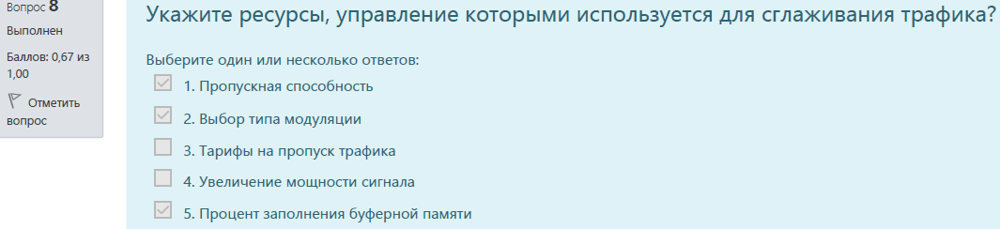 Вопрос 8
Выполнен
Баллов: 0,67 из
1,00
Отметить
вопрос
Укажите ресурсы, управление которыми используется для сглаживания трафика?
Выберите один или несколько ответов:
1. Пропускная способность
2. Выбор типа модуляции
3. Тарифы на пропуск трафика
4. Увеличение мощности сигнала
5. Процент заполнения буферной памяти